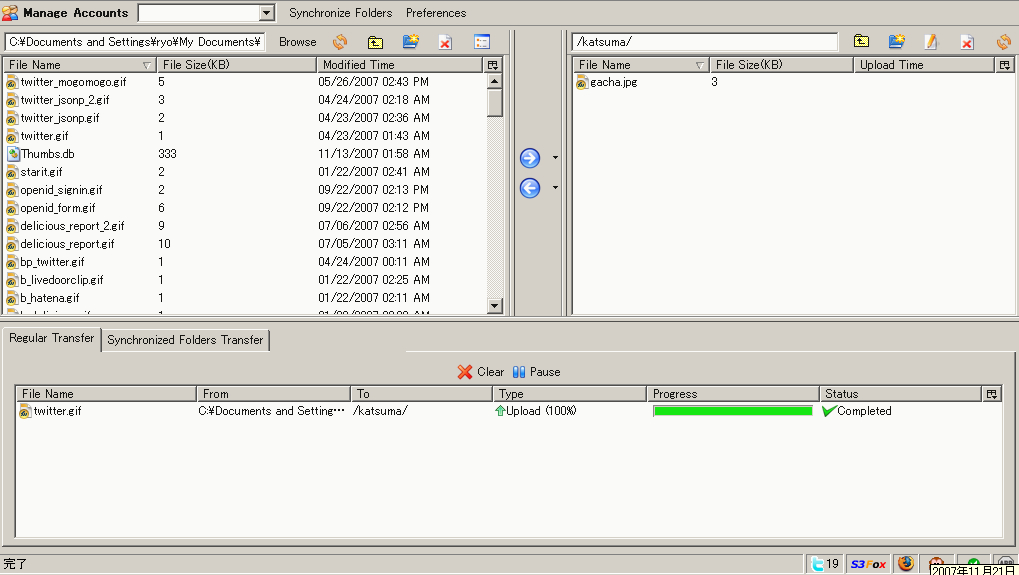 Manage Accounts Synchronize Folders Preferences
C:¥Documents and Settings¥ryo¥My Documents¥ Browse /katsuma/
File Name File Size(KB) Modified Time File Name File Size(KB) Upload Time
twitter_mogomogo.gif 5 05/26/2007 02:43 PM gacha.jpg 3
twitter_jsonp_2.gif 3 04/24/2007 02:18 AM
twitter_jsonp.gif 2 04/23/2007 02:36 AM
twitter.gif 1 04/23/2007 01:43 AM
Thumbs.db 333 11/13/2007 01:58 AM
starit.gif 2 01/22/2007 02:41 AM
openid_signin.gif 2 09/22/2007 02:13 PM
openid_form.gif 6 09/22/2007 02:12 PM
delicious_report_2.gif 9 07/06/2007 02:56 AM
delicious_report.gif 10 07/05/2007 03:11 AM
bp_twitter.gif 1 04/24/2007 00:11 AM
b_livedoorclip.gif 1 01/22/2007 02:25 AM
b_hatena.gif 1 01/22/2007 02:11 AM
Regular Transfer Synchronized Folders Transfer
Clear Pause
File Name From To Type Progress Status
twitter.gif C:¥Documents and Setting… /katsuma/ Upload (100%) Completed
完了 19 S3Fox
2007年11月21日